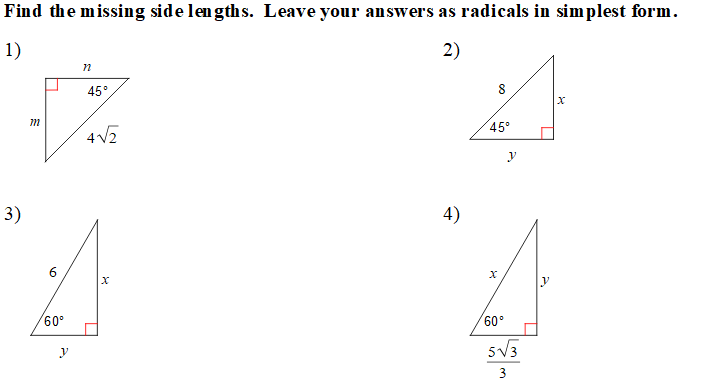 Find the missing side lengths. Leave your answers as radicals in simplest form.
1)
n
45°
m
4√2
2)
8
x
45°
y
3)
6
x
60°
y
4)
x
y
60°
5√3
3